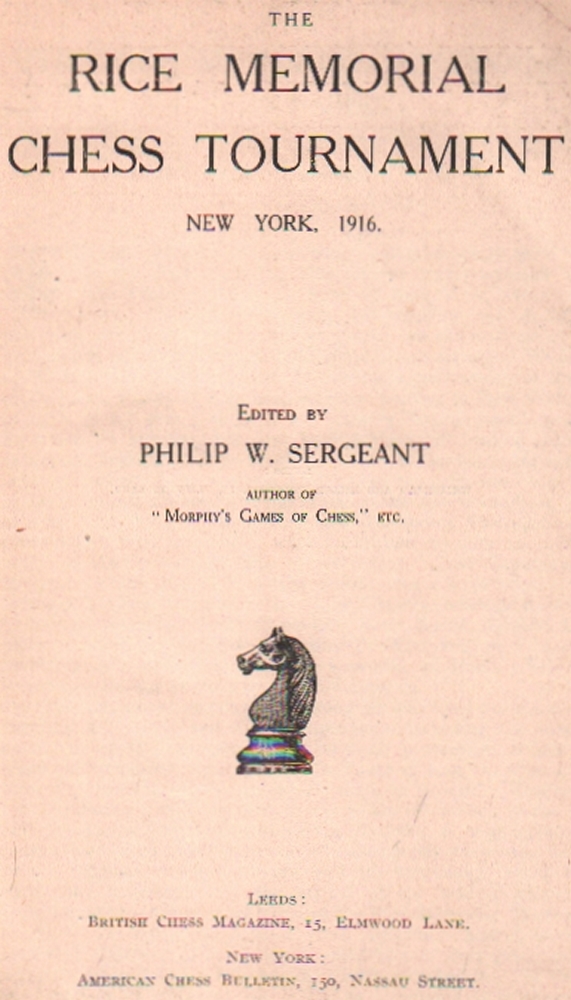 THE
RICE MEMORIAL
CHESS TOURNAMENT
NEW YORK, 1916.
EDITED BY
PHILIP W. SERGEANT
AUTHOR OF
"MORPHY'S GAMES OF CHESS," ETC.
LEEDS:
BRITISH CHESS MAGAZINE, 15, ELMWOOD LANE.
NEW YORK:
AMERICAN CHESS BULLETIN, 150, NASSAU STREET.